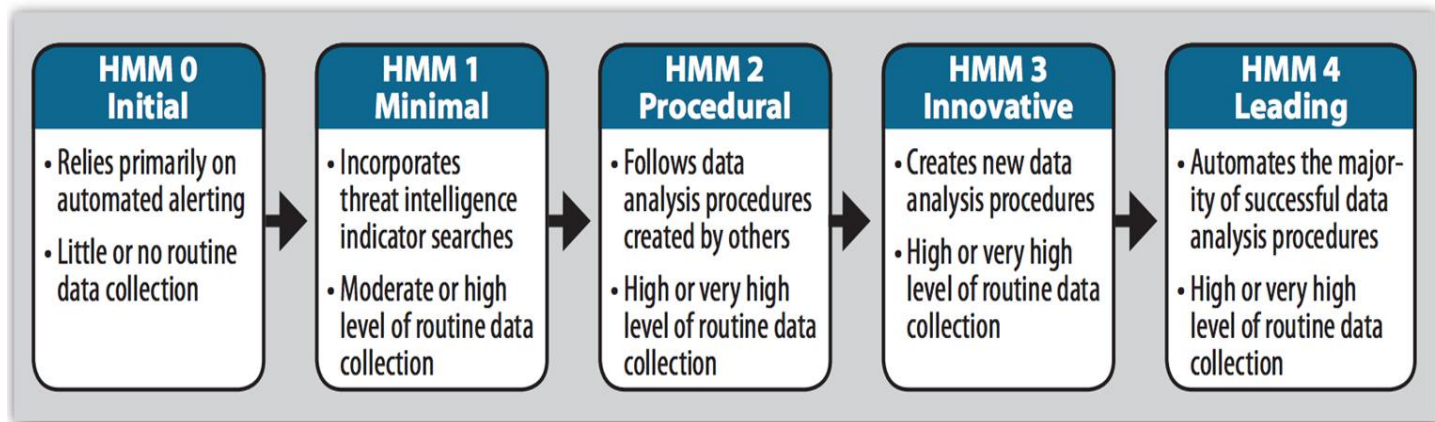 HMM 0
Initial
• Relies primarily on
automated alerting
• Little or no routine
data collection
HMM 1
Minimal
• Incorporates
threat intelligence
indicator searches
• Moderate or high
level of routine data
collection
HMM 2
Procedural
• Follows data
analysis procedures
created by others
• High or very high
level of routine data
collection
HMM 3
Innovative
• Creates new data
analysis procedures
• High or very high
level of routine data
collection
HMM 4
Leading
• Automates the major-
ity of successful data
analysis procedures
• High or very high
level of routine data
collection